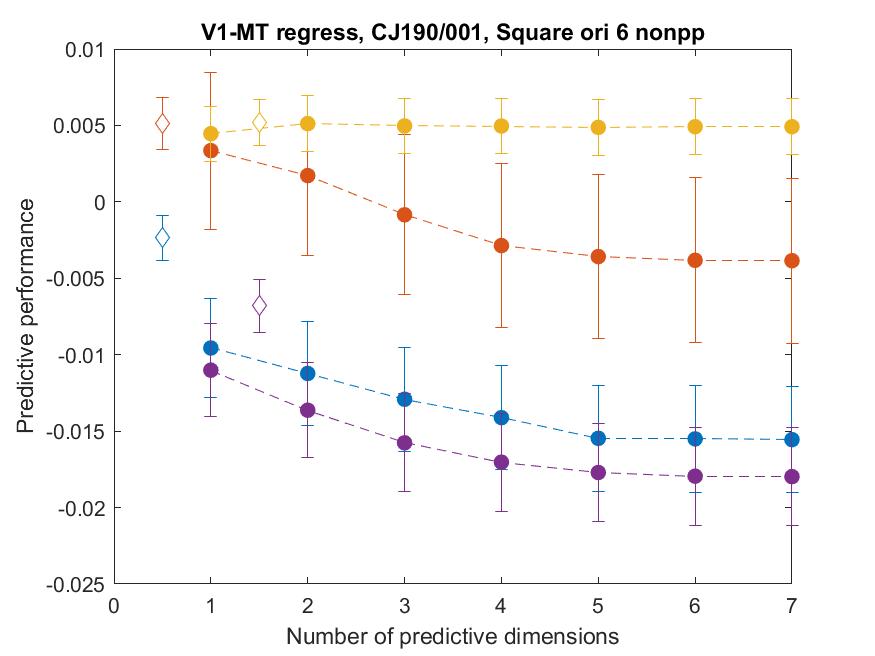 V1-MT regress, CJ190/001, Square ori 6 nonpp
0.01
0.005
0
-0.005
-0.01
-0.015
-0.02
-0.025
Predictive performance
0 1 2 3 4 5 6 7
Number of predictive dimensions